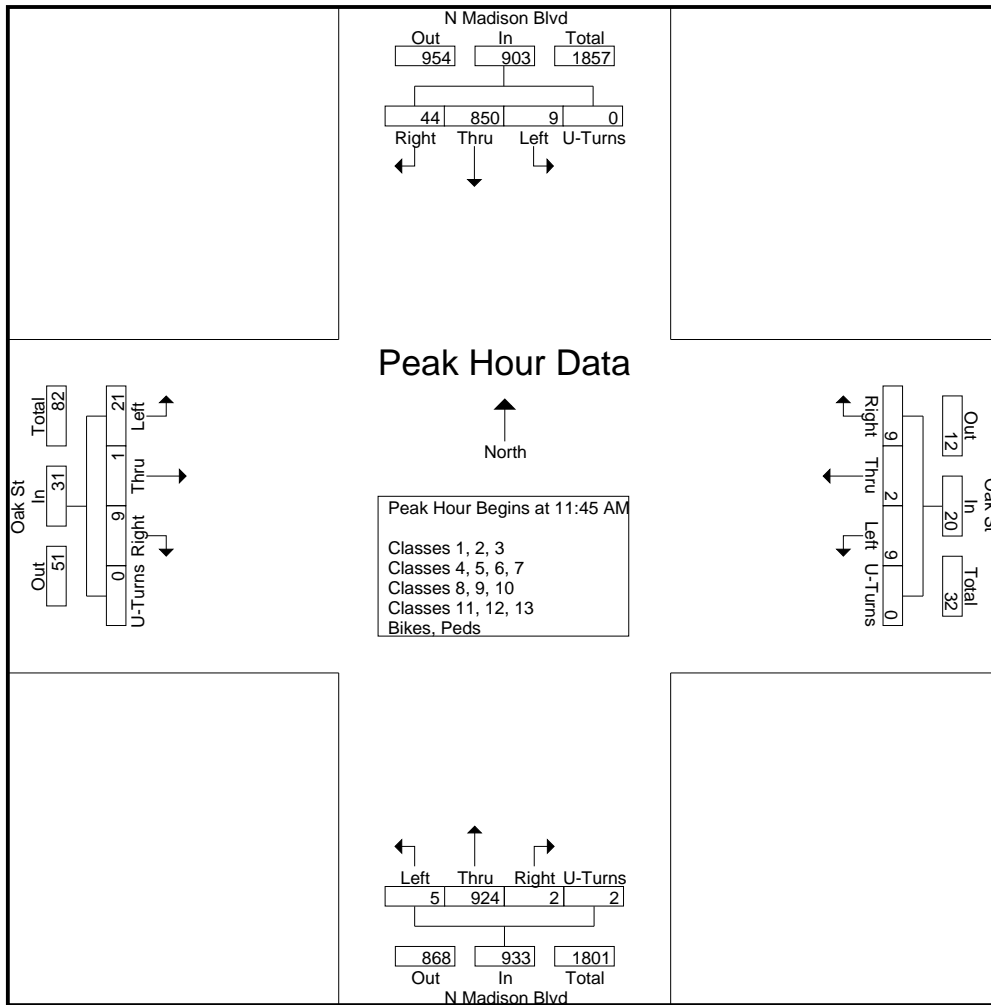 N Madison Blvd
Out In Total
954 903 1857
44 850 9 0
Right Thru Left U-Turns
Peak Hour Data
North
Peak Hour Begins at 11:45 AM
Classes 1, 2, 3
Classes 4, 5, 6, 7
Classes 8, 9, 10
Classes 11, 12, 13
Bikes, Peds
Oak St
Out In Total
51 31 82
21 1 9 0
Left Thru Right U-Turns
Oak St
Out In Total
12 20 32
9 2 9 0
Right Thru Left U-Turns
Left Thru Right U-Turns
5 924 2 2
868 933 1801
Out In Total
N Madison Blvd